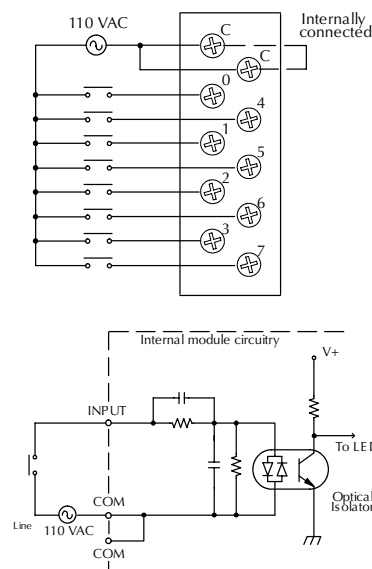 110 VAC
Internally
connected
C
C
0
4
1
5
2
6
3
7
Internal module circuitry
V+
INPUT
To LED
COM
Line
110 VAC
COM
Optical
Isolator